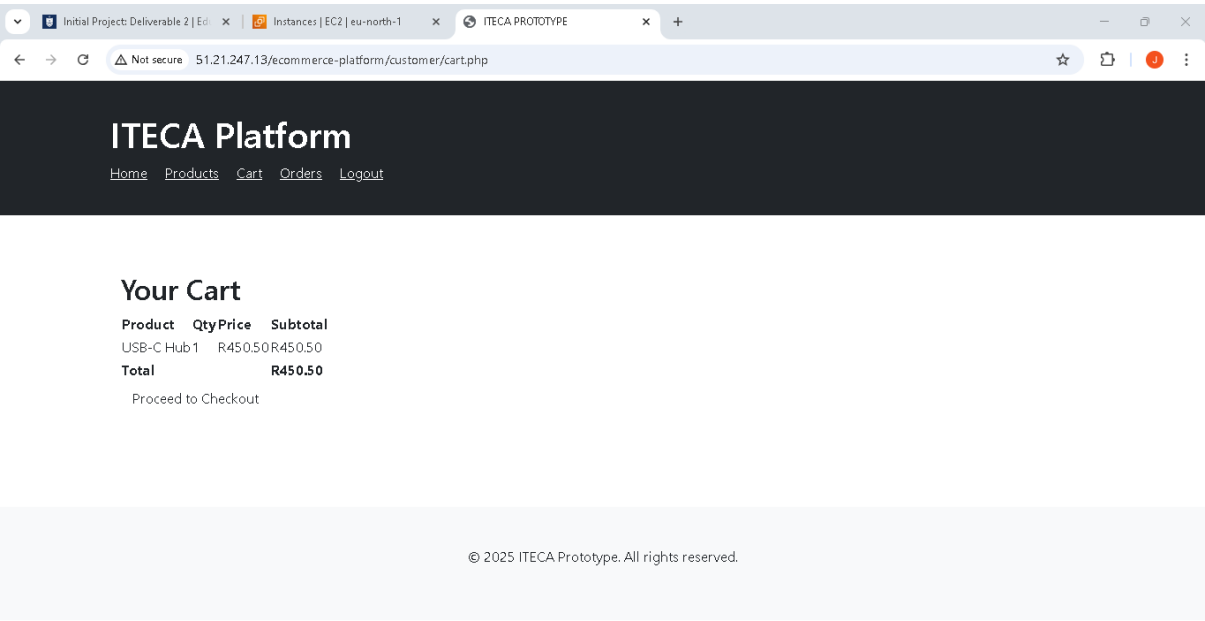 Initial Project: Deliverable 2 | Ed
Instances | EC2 | eu-north-1
ITECA PROTOTYPE
Not secure 51.21.247.13/ecommerce-platform/customer/cart.php
J
ITECA Platform
Home Products Cart Orders Logout
Your Cart
Product Qty Price Subtotal
USB-C Hub 1 R450.50 R450.50
Total R450.50
Proceed to Checkout
© 2025 ITECA Prototype. All rights reserved.